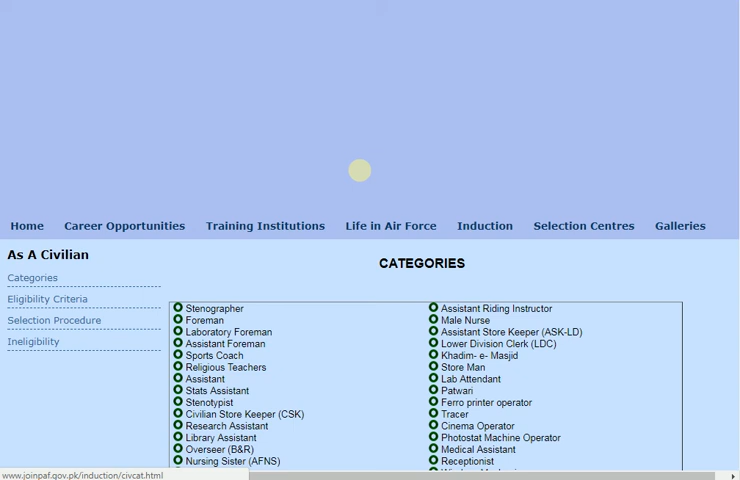 Home Career Opportunities Training Institutions Life in Air Force Induction Selection Centres Galleries
As A Civilian
Categories
Eligibility Criteria
Selection Procedure
Ineligibility
CATEGORIES
Stenographer
Foreman
Laboratory Foreman
Assistant Foreman
Sports Coach
Religious Teachers
Assistant
Stats Assistant
Stenotypist
Civilian Store Keeper (CSK)
Research Assistant
Library Assistant
Overseer (B&R)
Nursing Sister (AFNS)
Assistant Riding Instructor
Male Nurse
Assistant Store Keeper (ASK-LD)
Lower Division Clerk (LDC)
Khadim- e- Masjid
Store Man
Lab Attendant
Patwari
Ferro printer operator
Tracer
Cinema Operator
Photostat Machine Operator
Medical Assistant
Receptionist
www.joinpaf.gov.pk/induction/civcat.html